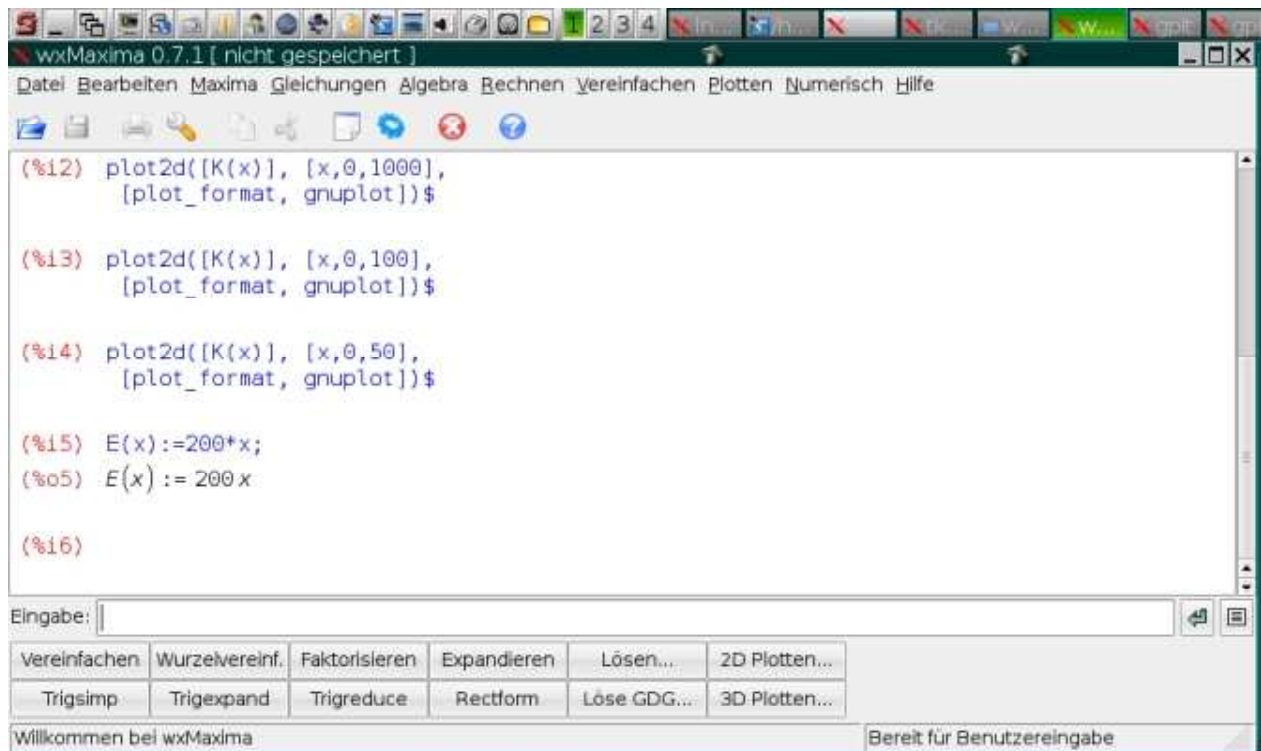 1 2 3 4 W...
wxMaxima 0.7.1 [ nicht gespeichert ]
Datei Bearbeiten Maxima Gleichungen Algebra Rechnen Vereinfachen Plotten Numerisch Hilfe
(%i2) plot2d([K(x)], [x,0,1000],
[plot_format, gnuplot])$
(%i3) plot2d([K(x)], [x,0,100],
[plot_format, gnuplot])$
(%i4) plot2d([K(x)], [x,0,50],
[plot_format, gnuplot])$
(%i5) E(x):=200*x;
(%o5) E(x) := 200 x
(%i6)
Eingabe:
Vereinfachen Wurzelvereinf. Faktorisieren Expandieren Lösen... 2D Plotten...
Trigsimp Trigexpand Trigreduce Rectform Löse GDG... 3D Plotten...
Willkommen bei wxMaxima Bereit für Benutzereingabe